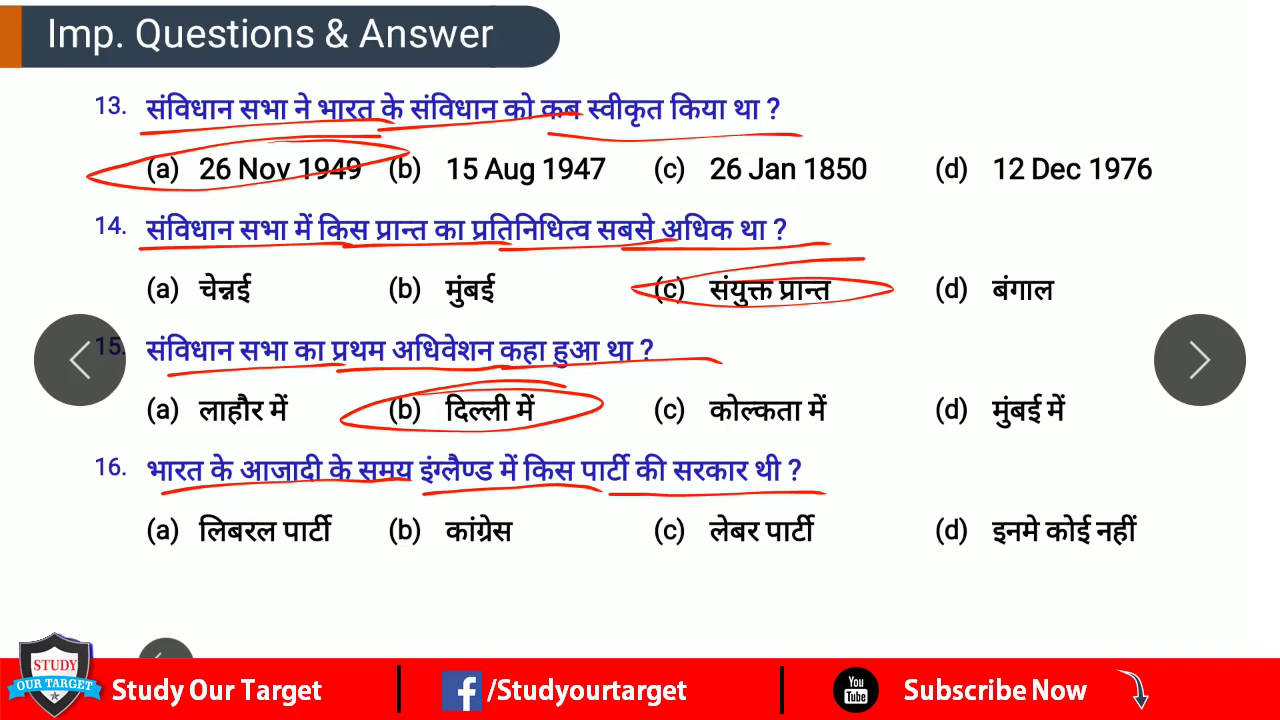 Imp. Questions & Answer
13. संविधान सभा ने भारत के संविधान को कब स्वीकृत किया था ?
(a) 26 Nov 1949 (b) 15 Aug 1947 (c) 26 Jan 1850 (d) 12 Dec 1976
14. संविधान सभा में किस प्रान्त का प्रतिनिधित्व सबसे अधिक था ?
(a) चेन्नई (b) मुंबई (c) संयुक्त प्रान्त (d) बंगाल
15. संविधान सभा का प्रथम अधिवेशन कहा हुआ था ?
(a) लाहौर में (b) दिल्ली में (c) कोल्कता में (d) मुंबई में
16. भारत के आजादी के समय इंग्लैण्ड में किस पार्टी की सरकार थी ?
(a) लिबरल पार्टी (b) कांग्रेस (c) लेबर पार्टी (d) इनमे कोई नहीं
STUDY
OUR TARGET
Study Our Target f /Studyourtarget You Tube Subscribe Now